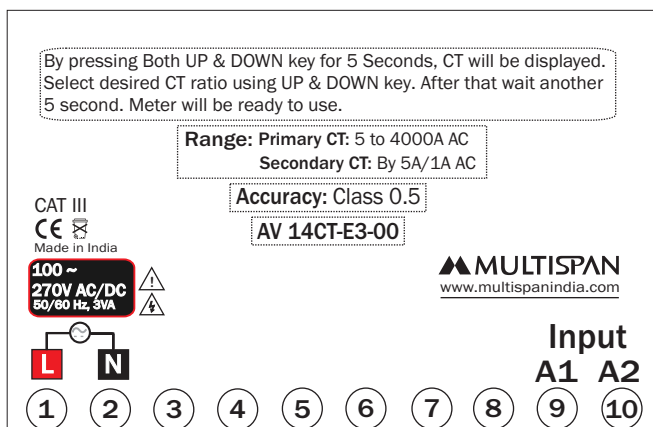 By pressing Both UP & DOWN key for 5 Seconds, CT will be displayed.
Select desired CT ratio using UP & DOWN key. After that wait another
5 second. Meter will be ready to use.
Range: Primary CT: 5 to 4000A AC
Secondary CT: By 5A/1A AC
Accuracy: Class 0.5
AV 14CT-E3-00
CAT III
CE
Made in India
100 ~
270V AC/DC
50/60 Hz, 3VA
MULTISPAN
www.multispanindia.com
L N
Input
A1 A2
1 2 3 4 5 6 7 8 9 10